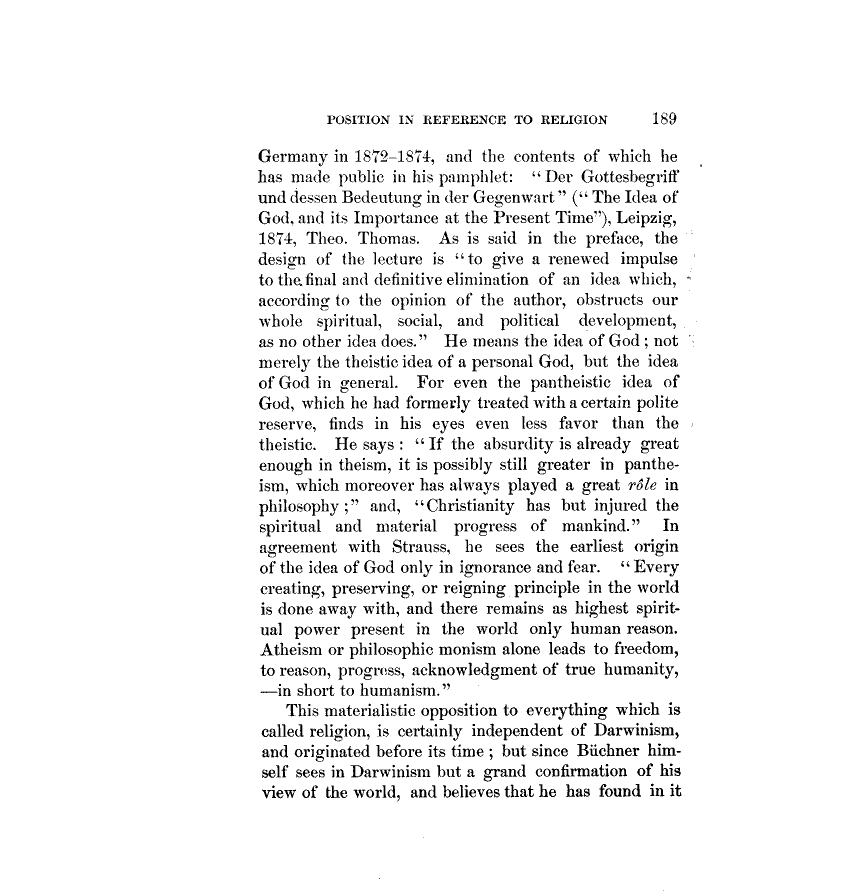 POSITION IN REFERENCE TO RELIGION 189
Germany in 1872–1874, and the contents of which he
has made public in his pamphlet: “Der Gottesbegriff
und dessen Bedeutung in der Gegenwart” (“The Idea of
God, and its Importance at the Present Time”), Leipzig,
1874, Theo. Thomas. As is said in the preface, the
design of the lecture is “to give a renewed impulse
to the final and definitive elimination of an idea which,
according to the opinion of the author, obstructs our
whole spiritual, social, and political development,
as no other idea does.” He means the idea of God; not
merely the theistic idea of a personal God, but the idea
of God in general. For even the pantheistic idea of
God, which he had formerly treated with a certain polite
reserve, finds in his eyes even less favor than the
theistic. He says: “If the absurdity is already great
enough in theism, it is possibly still greater in panthe-
ism, which moreover has always played a great rôle in
philosophy;” and, “Christianity has but injured the
spiritual and material progress of mankind.” In
agreement with Strauss, he sees the earliest origin
of the idea of God only in ignorance and fear. “Every
creating, preserving, or reigning principle in the world
is done away with, and there remains as highest spirit-
ual power present in the world only human reason.
Atheism or philosophic monism alone leads to freedom,
to reason, progress, acknowledgment of true humanity,
—in short to humanism.”
This materialistic opposition to everything which is
called religion, is certainly independent of Darwinism,
and originated before its time; but since Büchner him-
self sees in Darwinism but a grand confirmation of his
view of the world, and believes that he has found in it